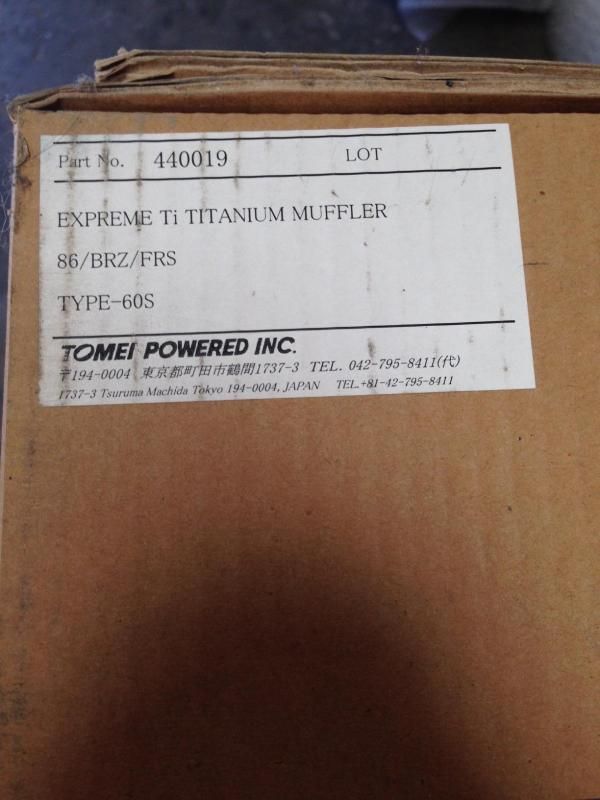 Part No. 440019 LOT
EXPREME Ti TITANIUM MUFFLER
86/BRZ/FRS
TYPE-60S
TOMEI POWERED INC.
〒194-0004 東京都町田市鶴間1737-3 TEL. 042-795-8411(代)
1737-3 Tsuruma Machida Tokyo 194-0004, JAPAN TEL.+81-42-795-8411